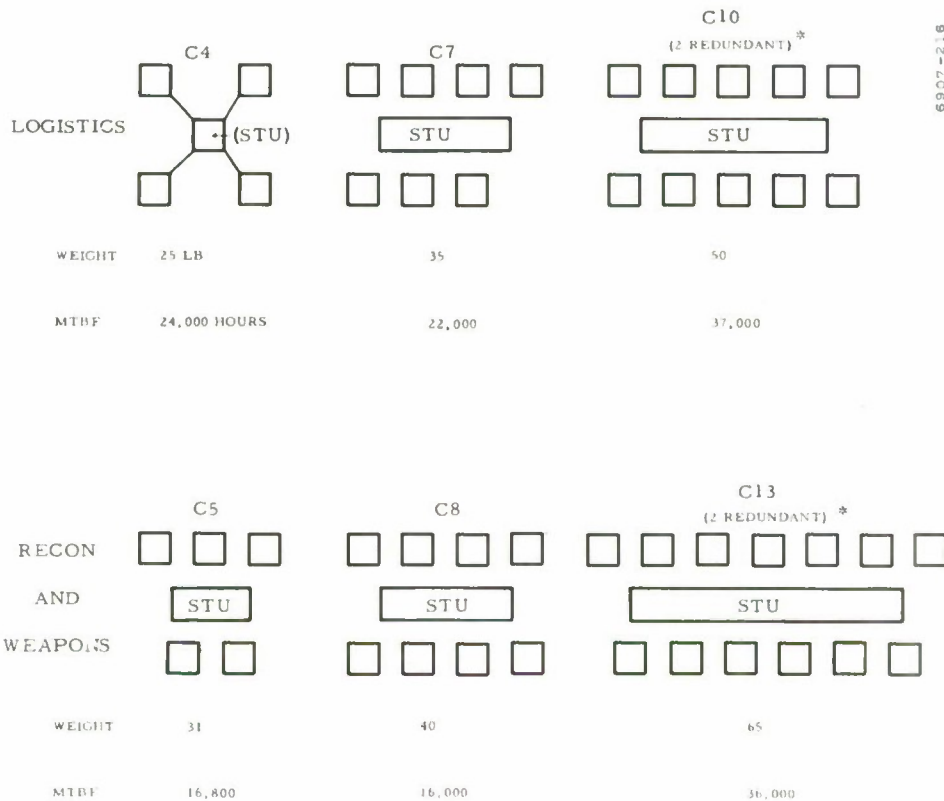 6907-216
C4
C7
C10
(2 REDUNDANT) *
LOGISTICS
(STU)
STU
STU
WEIGHT 25 LB 35 50
MTBF 24,000 HOURS 22,000 37,000
C5
C8
C13
(2 REDUNDANT) *
RECON
AND
WEAPONS
STU
STU
STU
WEIGHT 31 40 65
MTBF 16,800 16,000 36,000